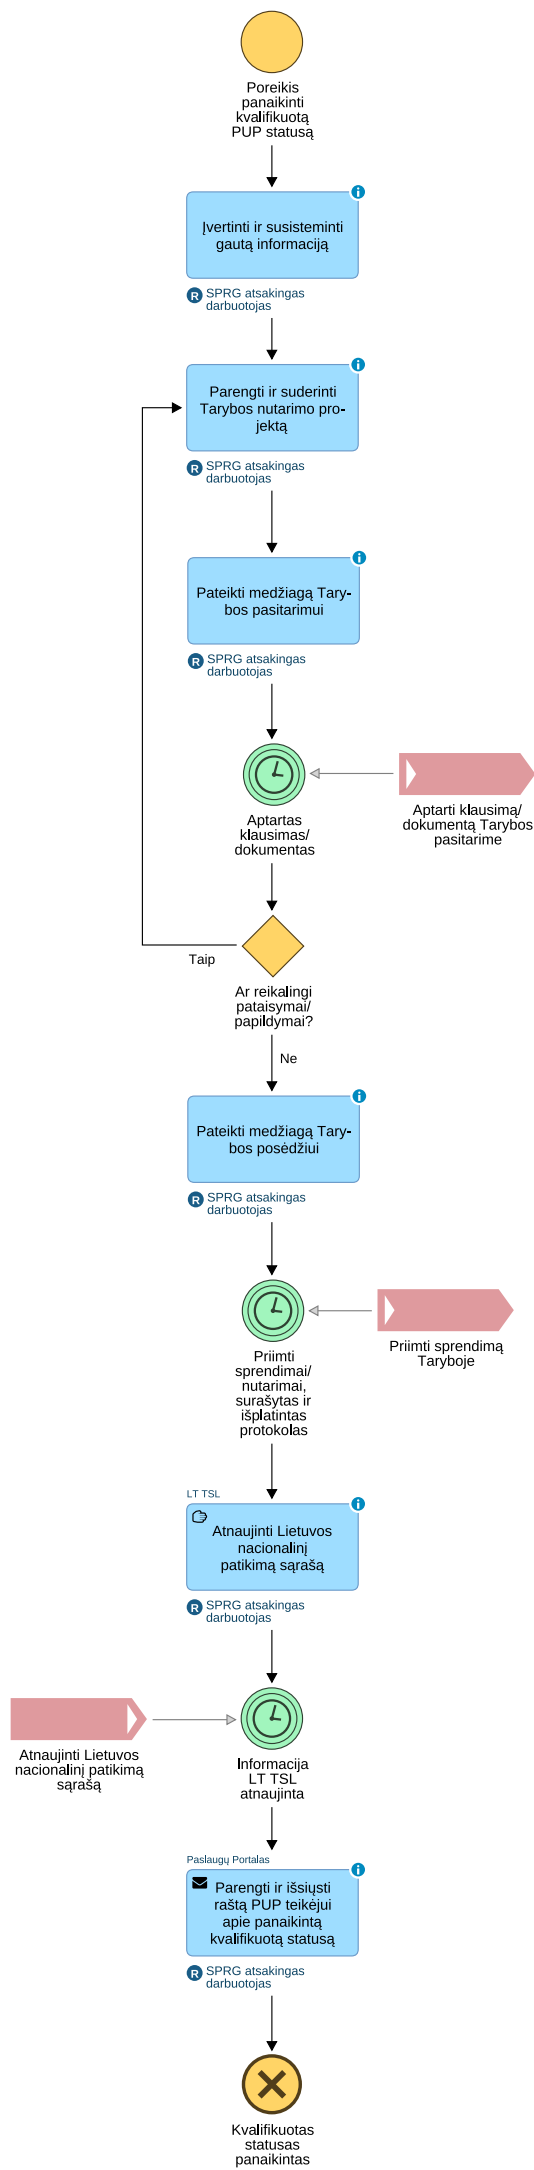 Poreikis
panaikinti
kvalifikuotą
PUP statusą
i
Įvertinti ir susisteminti
gautą informaciją
R SPRG atsakingas
darbuotojas
i
Parengti ir suderinti
Tarybos nutarimo pro-
jektą
R SPRG atsakingas
darbuotojas
i
Pateikti medžiagą Tary-
bos pasitarimui
R SPRG atsakingas
darbuotojas
Aptartas
klausimas/
dokumentas
Aptarti klausimą/
dokumentą Tarybos
pasitarime
Taip
Ar reikalingi
pataisymai/
papildymai?
Ne
i
Pateikti medžiagą Tary-
bos posėdžiui
R SPRG atsakingas
darbuotojas
Priimti
sprendimai/
nutarimai,
surašytas ir
išplatintas
protokolas
Priimti sprendimą
Taryboje
LT TSL
i
Atnaujinti Lietuvos
nacionalinį
patikimą sąrašą
R SPRG atsakingas
darbuotojas
Atnaujinti Lietuvos
nacionalinį patikimą
sąrašą
Informacija
LT TSL
atnaujinta
Paslaugų Portalas
i
Parengti ir išsiųsti
raštą PUP teikėjui
apie panaikintą
kvalifikuotą statusą
R SPRG atsakingas
darbuotojas
Kvalifikuotas
statusas
panaikintas